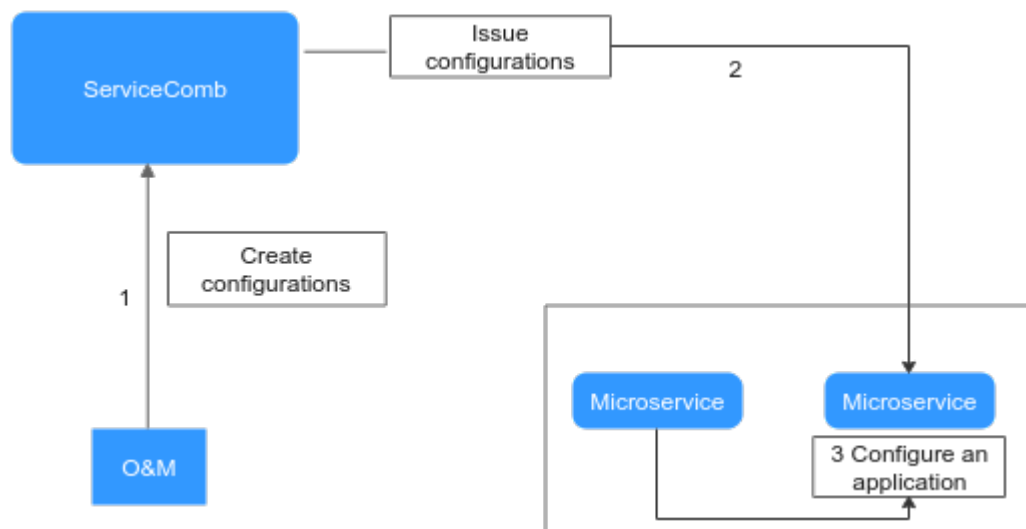 Issue
configurations
2
ServiceComb
Create
configurations
1
Microservice
Microservice
3 Configure an
application
O&M